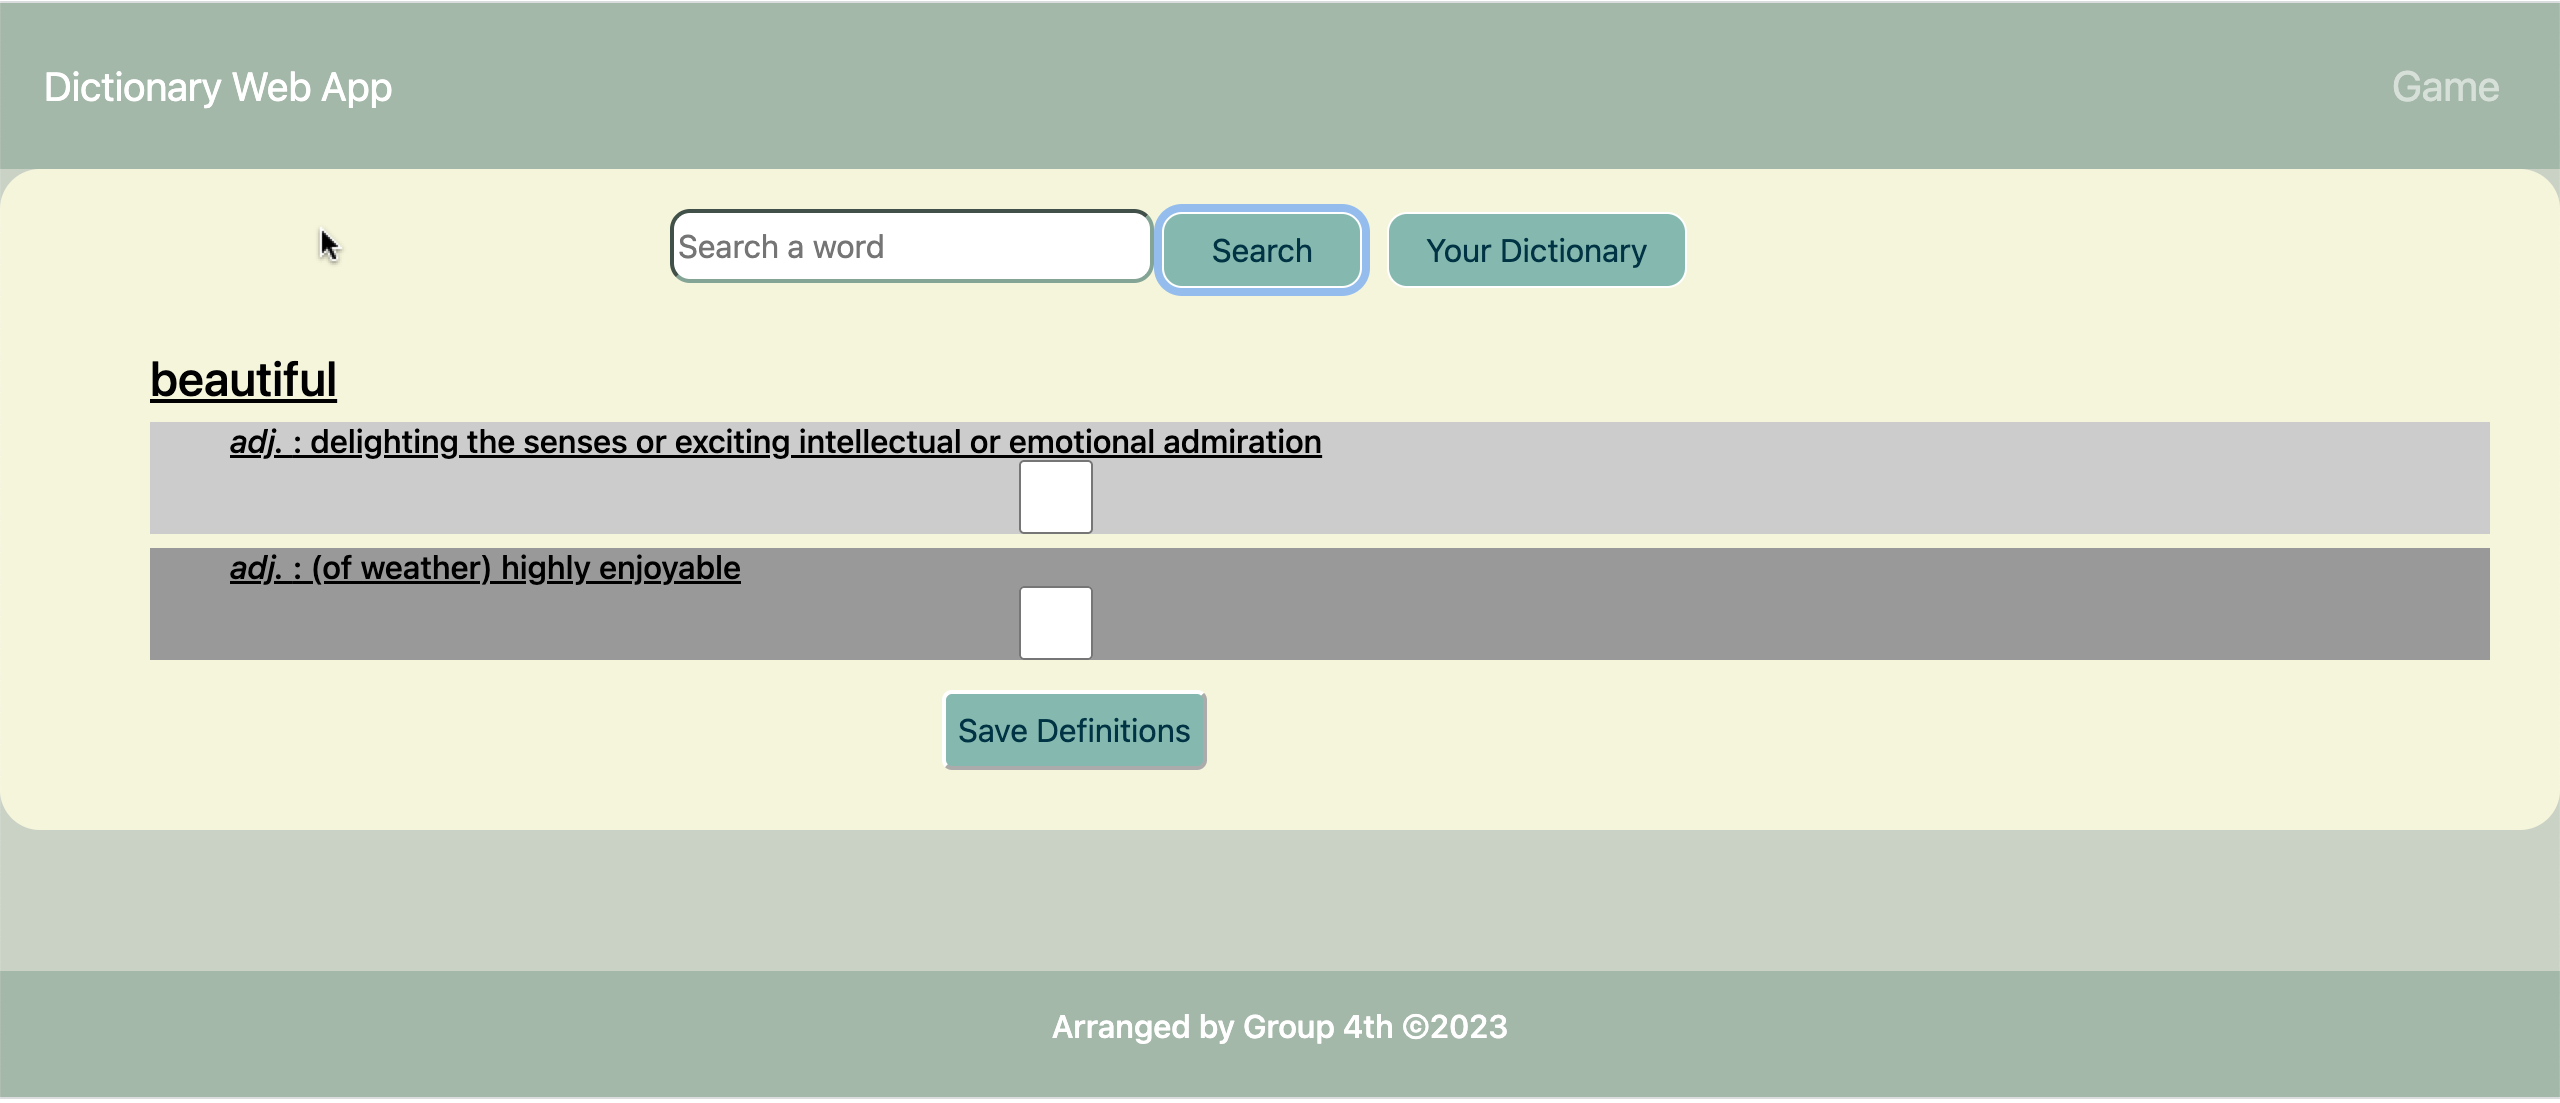 Dictionary Web App
Game
Search a word
Search
Your Dictionary
beautiful
adj. : delighting the senses or exciting intellectual or emotional admiration
adj. : (of weather) highly enjoyable
Save Definitions
Arranged by Group 4th ©2023